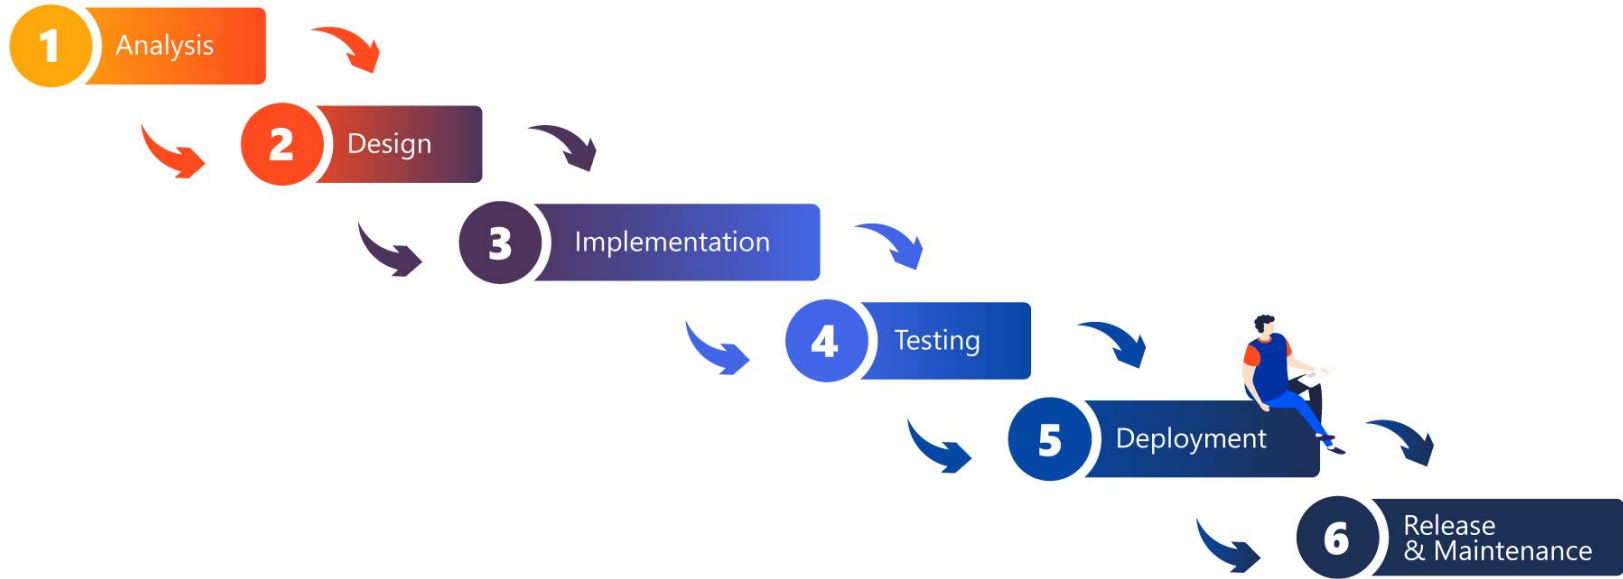 1 Analysis
2 Design
3 Implementation
4 Testing
5 Deployment
6 Release
& Maintenance